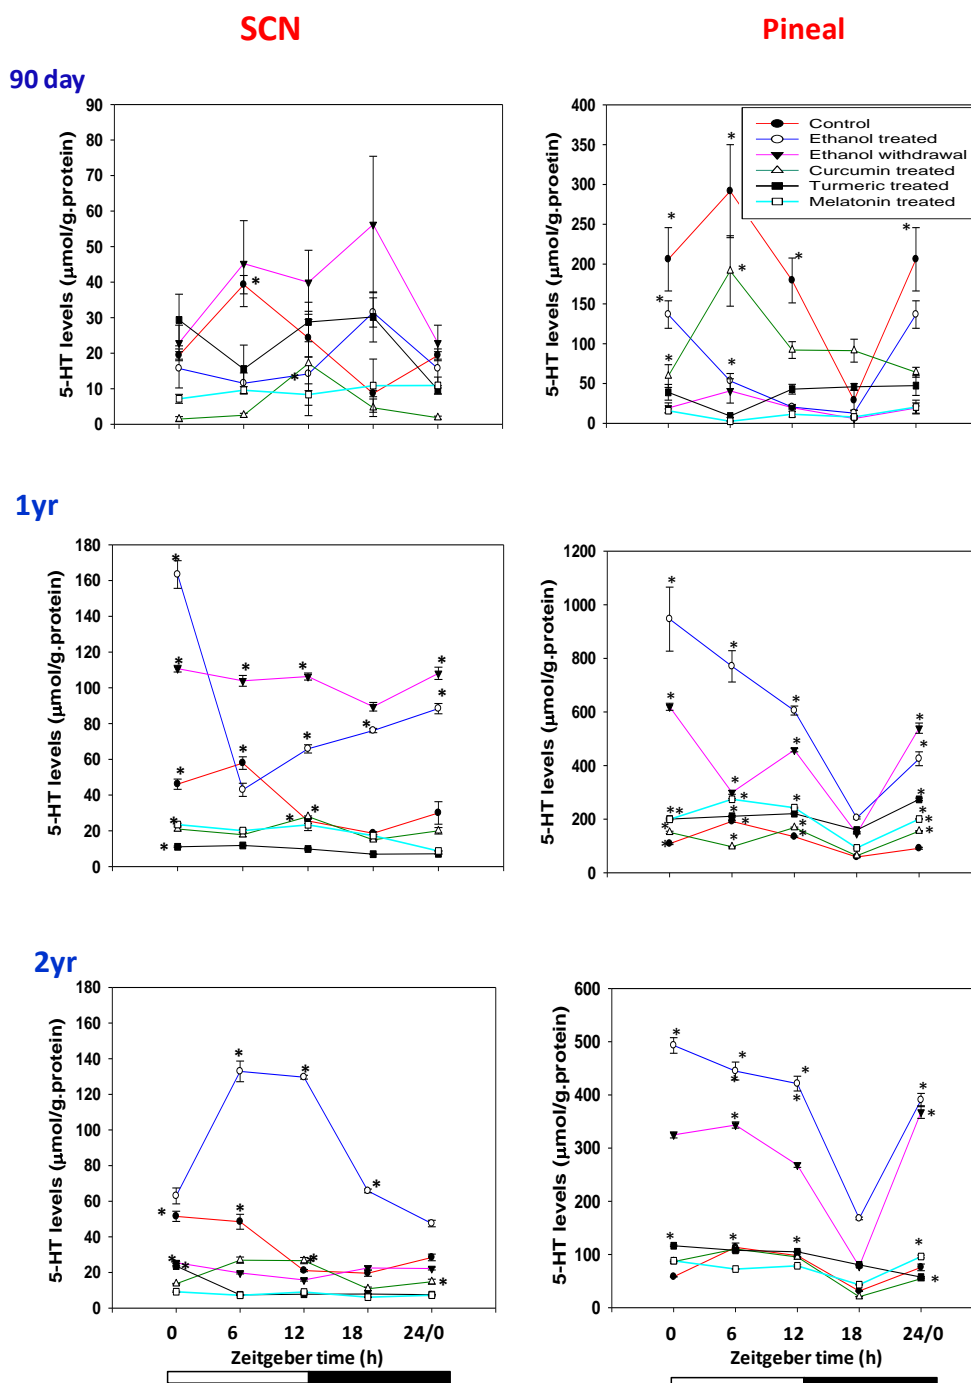 SCN
Pineal
90 day
5-HT levels (µmol/g.protein)
90
80
70
60
50
40
30
20
10
0
*
*
5-HT levels (µmol/g.proetin)
400
350
300
250
200
150
100
50
0
Control
Ethanol treated
Ethanol withdrawal
Curcumin treated
Turmeric treated
Melatonin treated
1yr
5-HT levels (µmol/g.protein)
180
160
140
120
100
80
60
40
20
0
5-HT levels (µmol/g.protein)
1200
1000
800
600
400
200
0
2yr
5-HT levels (µmol/g.protein)
180
160
140
120
100
80
60
40
20
0
0 6 12 18 24/0
Zeitgeber time (h)
5-HT levels (µmol/g.protein)
600
500
400
300
200
100
0
0 6 12 18 24/0
Zeitgeber time (h)